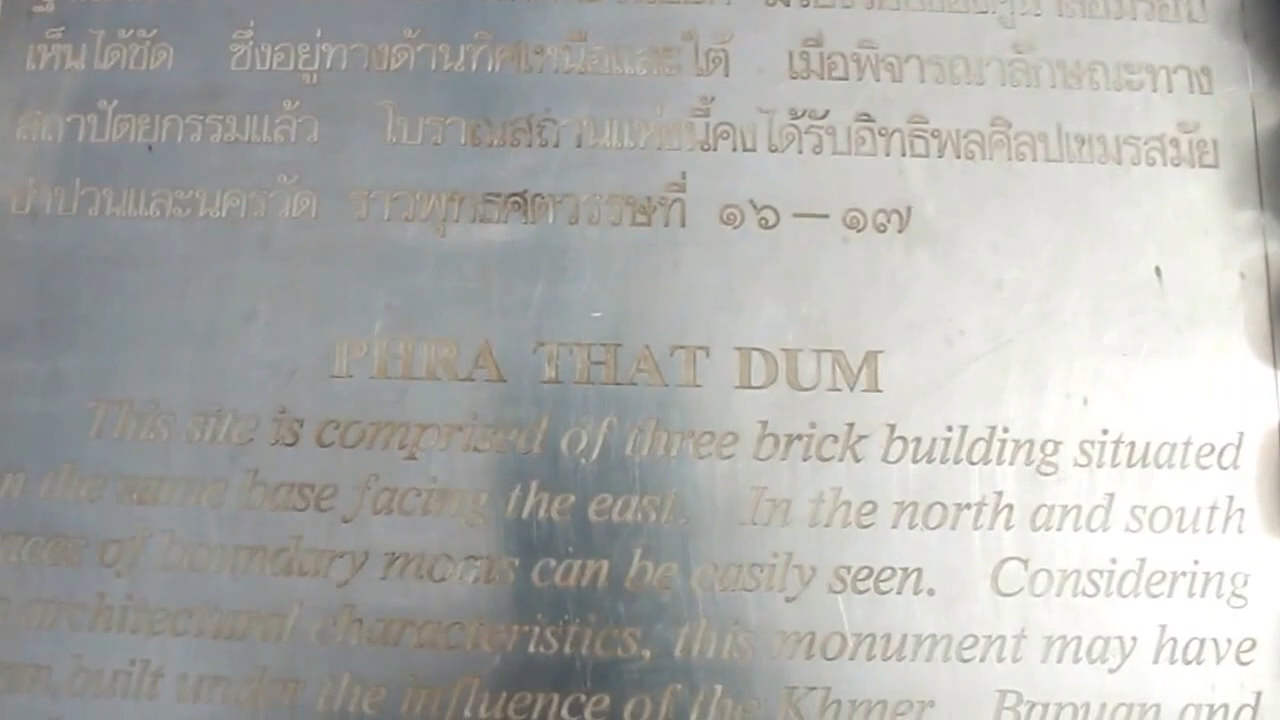 เห็นได้ชัด ซึ่งอยู่ทางด้านทิศเหนือและใต้ เมื่อพิจารณาลักษณะทาง
สถาปัตยกรรมแล้ว โบราณสถานแห่งนี้คงได้รับอิทธิพลศิลปเขมรสมัย
ปาปวนและนครวัด ราวพุทธศตวรรษที่ ๑๖ – ๑๗
PHRA THAT DUM
This site is comprised of three brick building situated
the same base facing the east. In the north and south
of boundary can be easily seen. Considering
architectural characteristics, this monument may have
built under the influence of the Khmer Bapuan and